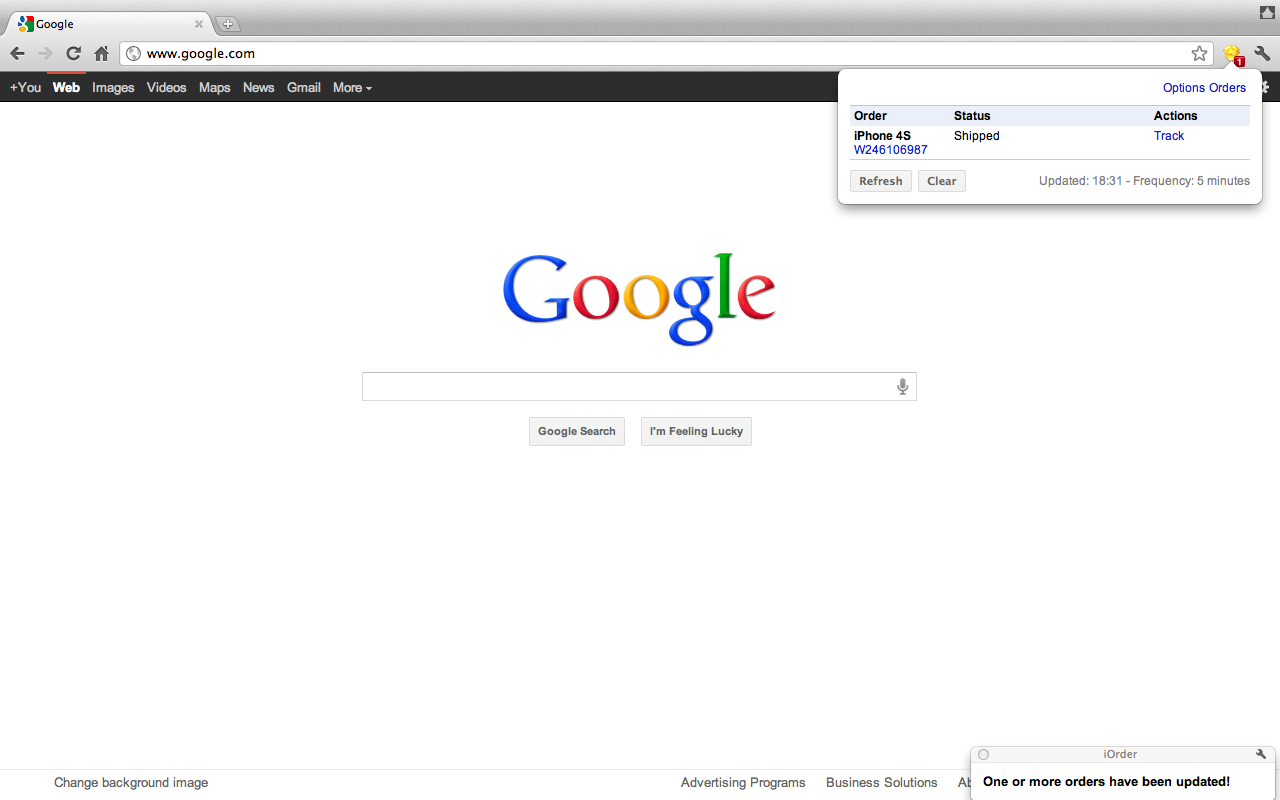 Google
www.google.com
1
+You Web Images Videos Maps News Gmail More
Options Orders
Order Status Actions
iPhone 4S Shipped Track
W246106987
Refresh Clear Updated: 18:31 - Frequency: 5 minutes
Google
Google Search I'm Feeling Lucky
iOrder
One or more orders have been updated!
Change background image Advertising Programs Business Solutions